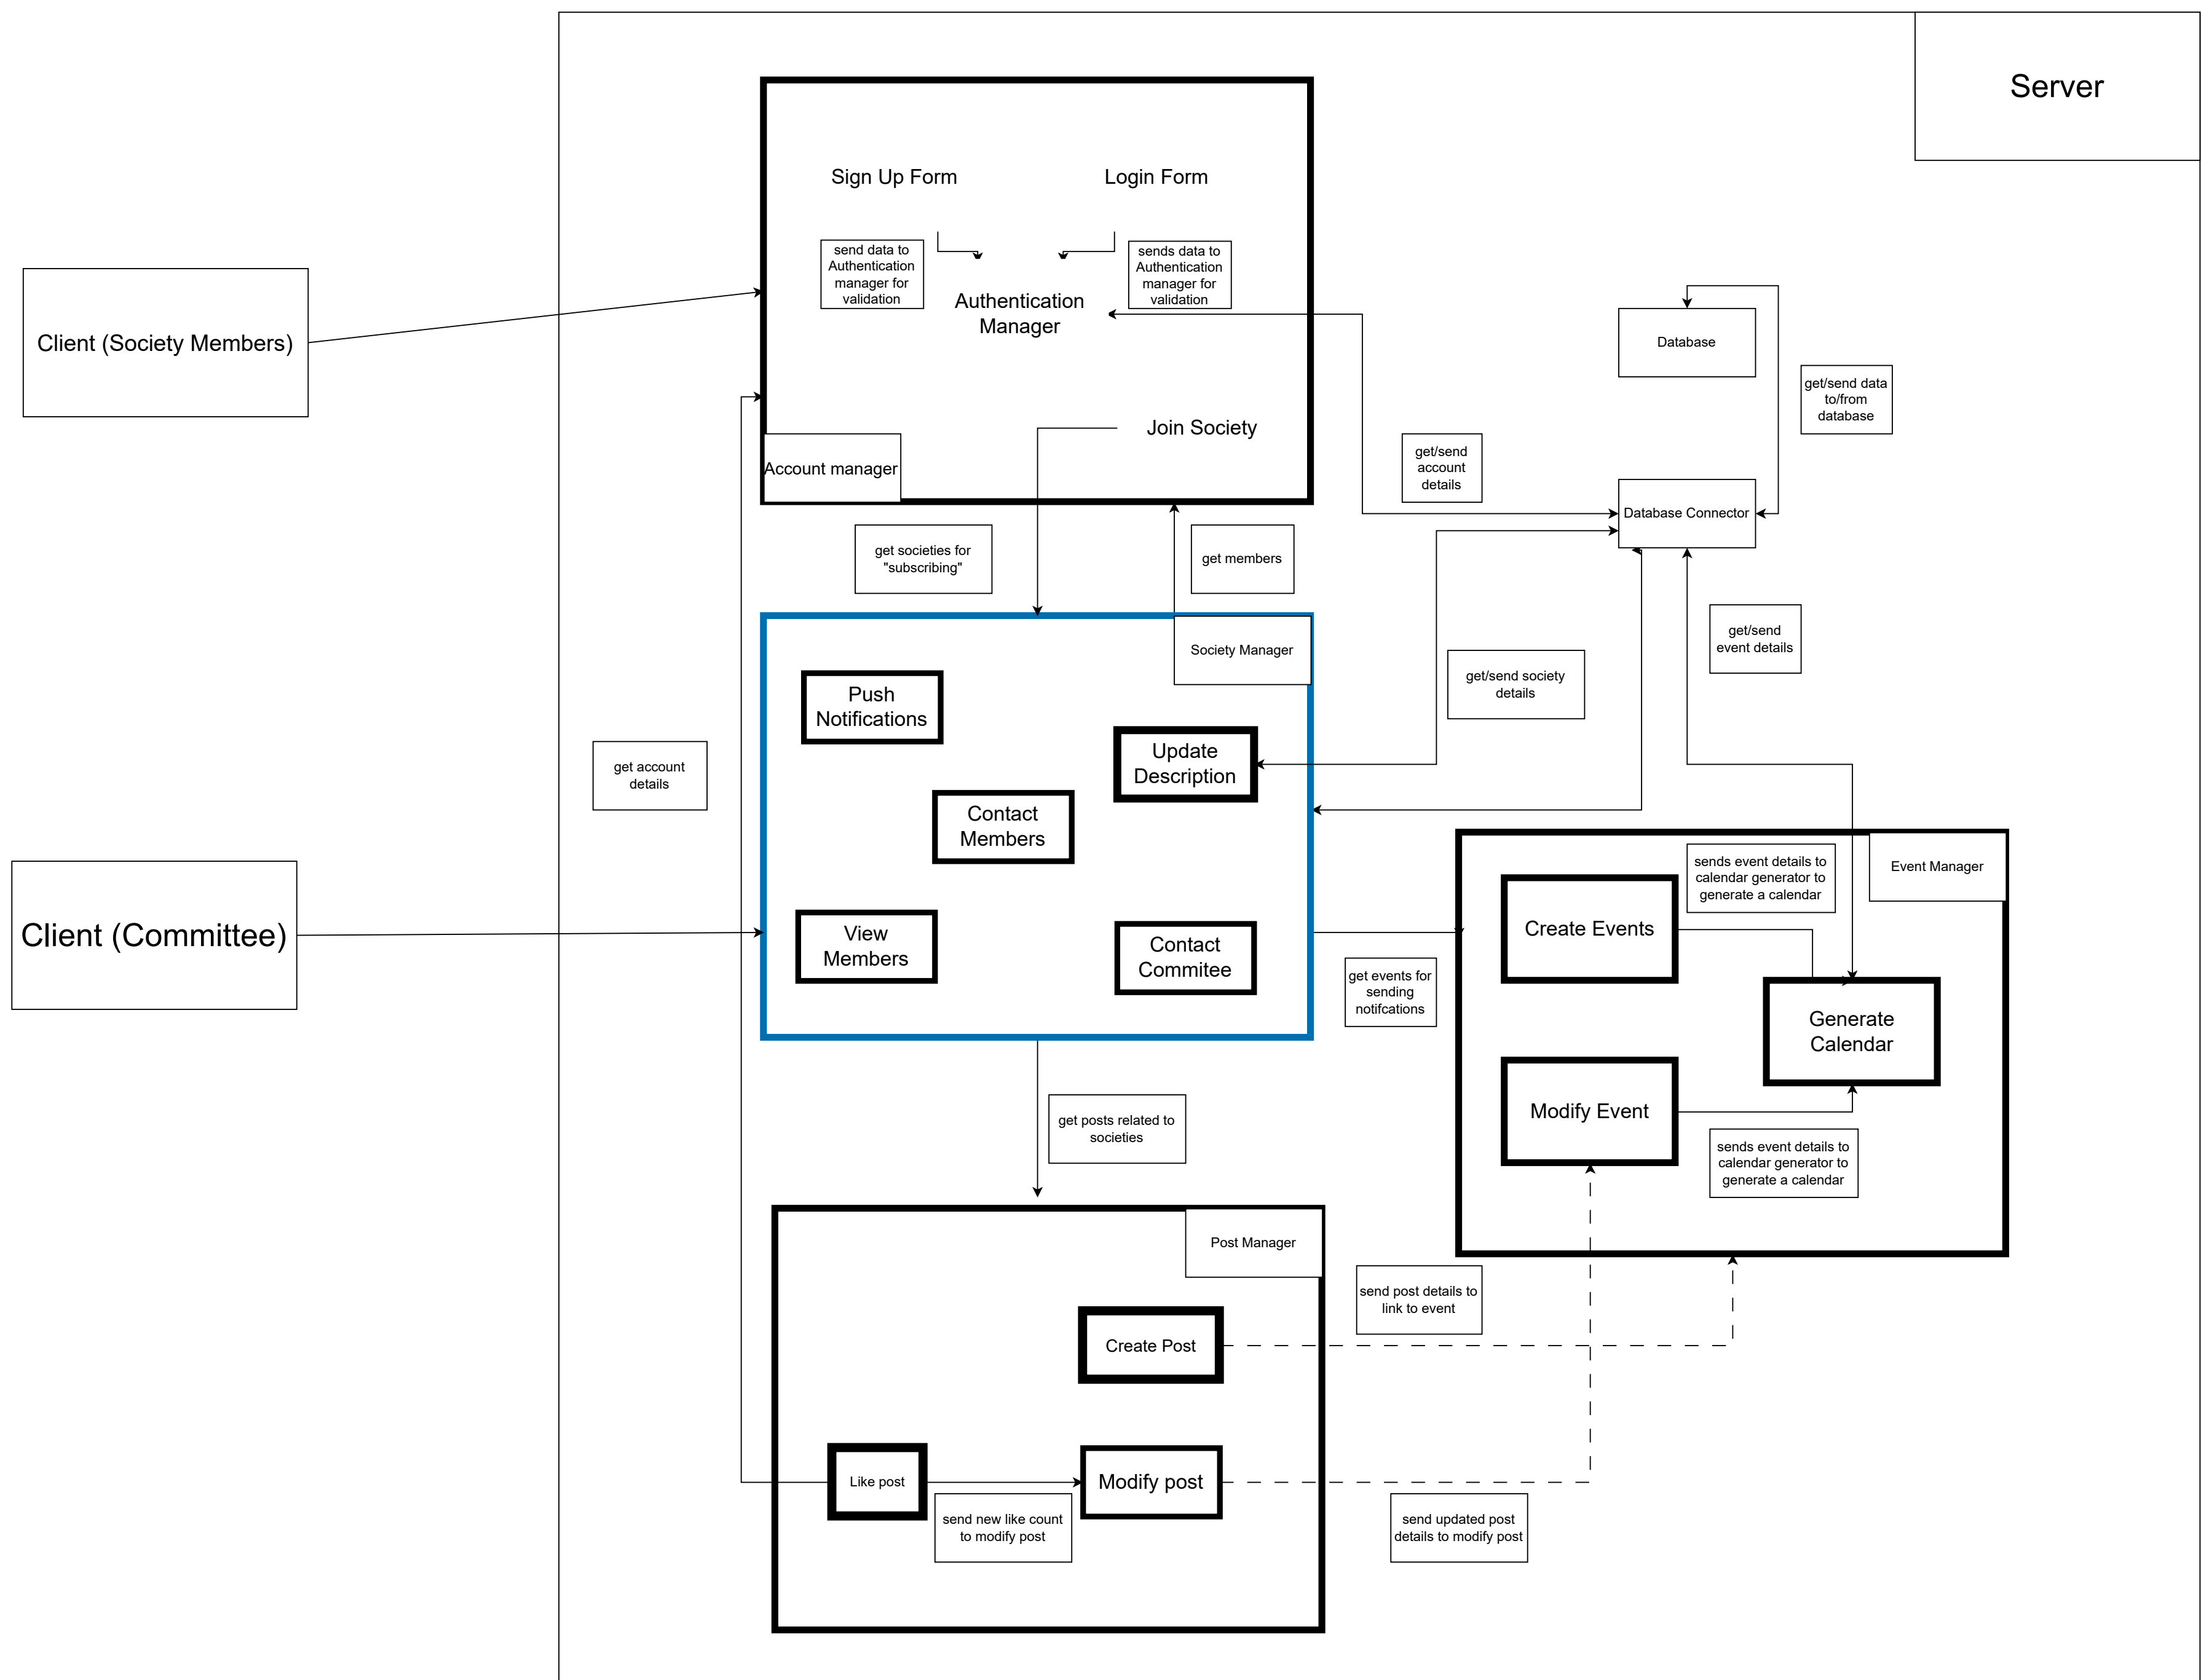 Server
Sign Up Form
Login Form
send data to
Authentication
manager for
validation
sends data to
Authentication
manager for
validation
Authentication
Manager
Client (Society Members)
Database
get/send data
to/from
database
Join Society
Account manager
get/send
account
details
Database Connector
get societies for
"subscribing"
get members
Society Manager
get/send
event details
Push
Notifications
get/send society
details
Update
Description
get account
details
Contact
Members
Event Manager
sends event details to
calendar generator to
generate a calendar
Client (Committee)
View
Members
Contact
Commitee
Create Events
get events for
sending
notifcations
Generate
Calendar
Modify Event
get posts related to
societies
sends event details to
calendar generator to
generate a calendar
Post Manager
send post details to
link to event
Create Post
Like post
Modify post
send new like count
to modify post
send updated post
details to modify post